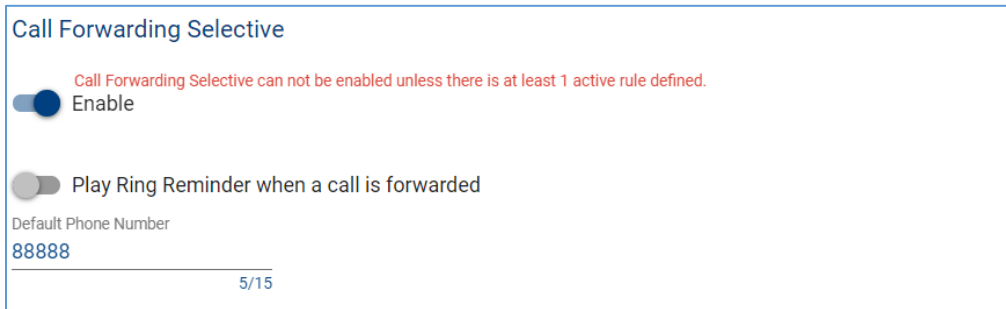 Call Forwarding Selective
Call Forwarding Selective can not be enabled unless there is at least 1 active rule defined.
Enable
Play Ring Reminder when a call is forwarded
Default Phone Number
88888
5/15